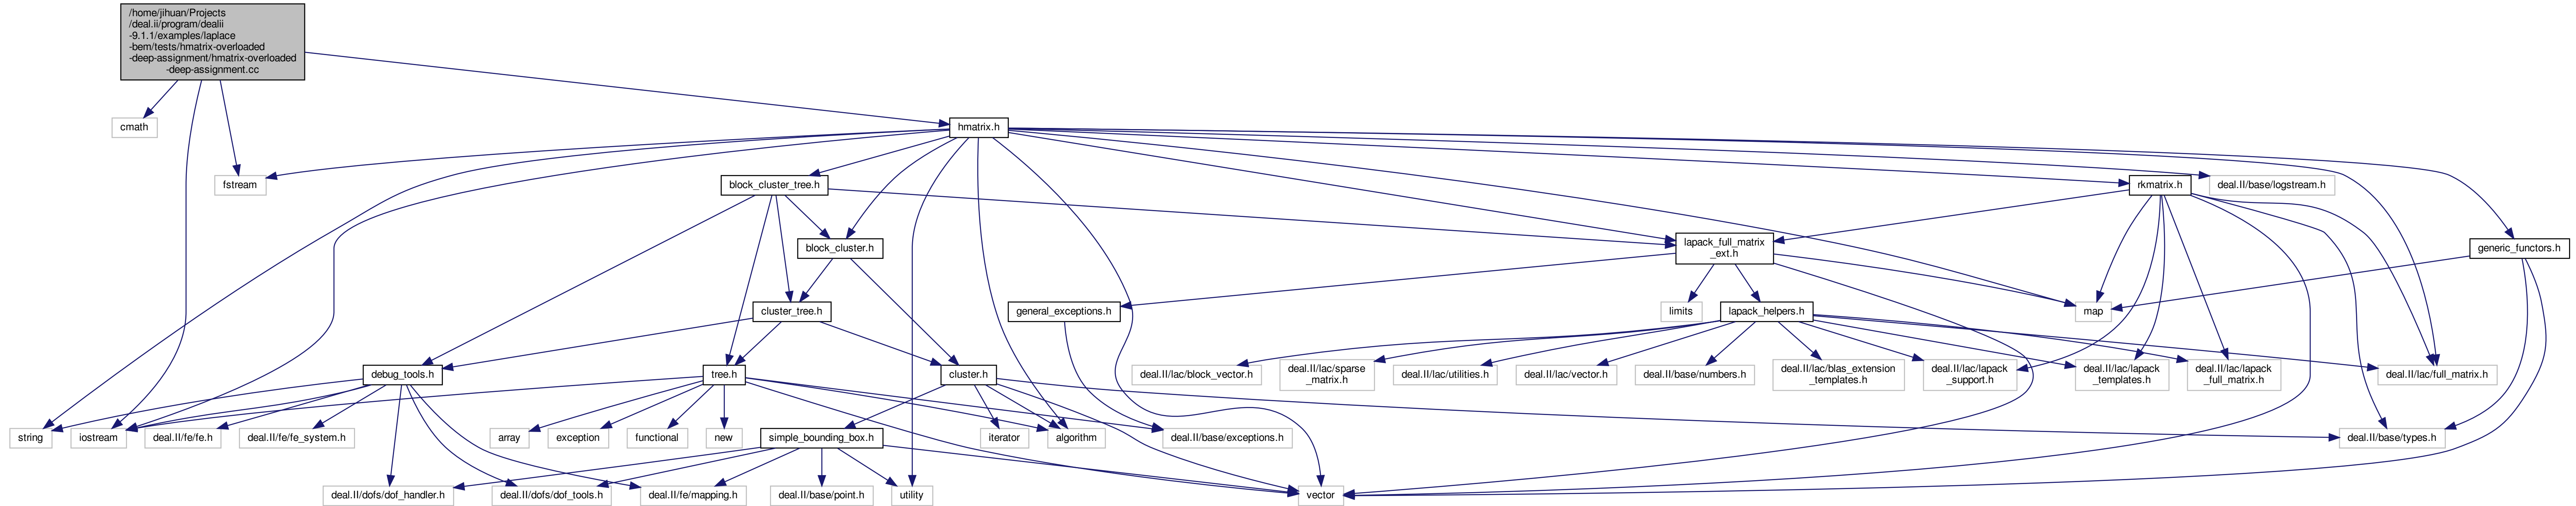 /home/jihuan/Projects
/deal.ii/program/dealii
-9.1.1/examples/laplace
-bem/tests/hmatrix-overloaded
-deep-assignment/hmatrix-overloaded
-deep-assignment.cc
cmath
hmatrix.h
fstream
block_cluster_tree.h
rkmatrix.h
deal.II/base/logstream.h
block_cluster.h
lapack_full_matrix
_ext.h
generic_functors.h
cluster_tree.h
general_exceptions.h
limits
lapack_helpers.h
map
debug_tools.h
tree.h
cluster.h
deal.II/lac/block_vector.h
deal.II/lac/sparse
_matrix.h
deal.II/lac/utilities.h
deal.II/lac/vector.h
deal.II/base/numbers.h
deal.II/lac/blas_extension
_templates.h
deal.II/lac/lapack
_support.h
deal.II/lac/lapack
_templates.h
deal.II/lac/lapack
_full_matrix.h
deal.II/lac/full_matrix.h
string
iostream
deal.II/fe/fe.h
deal.II/fe/fe_system.h
array
exception
functional
new
simple_bounding_box.h
iterator
algorithm
deal.II/base/exceptions.h
deal.II/base/types.h
deal.II/dofs/dof_handler.h
deal.II/dofs/dof_tools.h
deal.II/fe/mapping.h
deal.II/base/point.h
utility
vector